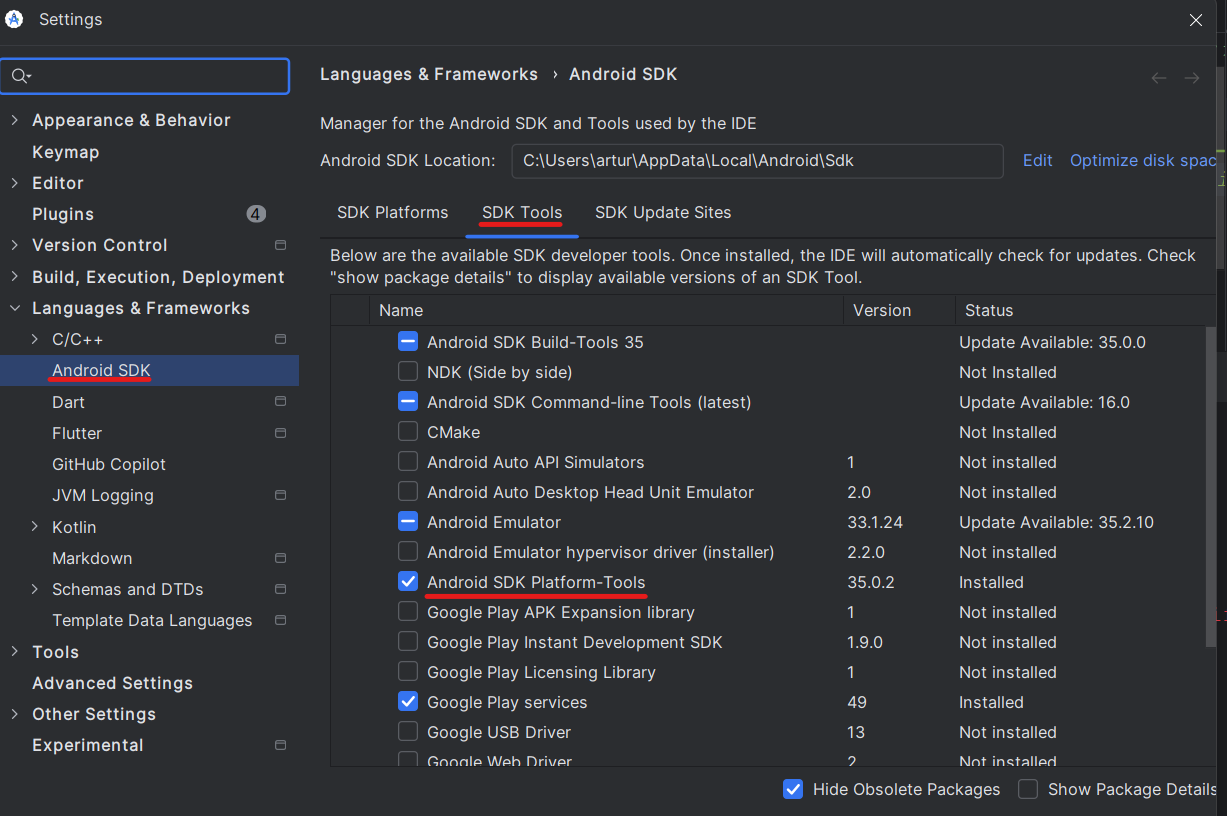 Settings
Languages & Frameworks › Android SDK
Appearance & Behavior
Keymap
Editor
Plugins 4
Version Control
Build, Execution, Deployment
Languages & Frameworks
C/C++
Android SDK
Dart
Flutter
GitHub Copilot
JVM Logging
Kotlin
Markdown
Schemas and DTDs
Template Data Languages
Tools
Advanced Settings
Other Settings
Experimental
Manager for the Android SDK and Tools used by the IDE
Android SDK Location: C:\Users\artur\AppData\Local\Android\Sdk Edit Optimize disk spac
SDK Platforms SDK Tools SDK Update Sites
Below are the available SDK developer tools. Once installed, the IDE will automatically check for updates. Check
"show package details" to display available versions of an SDK Tool.
Name Version Status
Android SDK Build-Tools 35 Update Available: 35.0.0
NDK (Side by side) Not Installed
Android SDK Command-line Tools (latest) Update Available: 16.0
CMake Not Installed
Android Auto API Simulators 1 Not installed
Android Auto Desktop Head Unit Emulator 2.0 Not installed
Android Emulator 33.1.24 Update Available: 35.2.10
Android Emulator hypervisor driver (installer) 2.2.0 Not installed
Android SDK Platform-Tools 35.0.2 Installed
Google Play APK Expansion library 1 Not installed
Google Play Instant Development SDK 1.9.0 Not installed
Google Play Licensing Library 1 Not installed
Google Play services 49 Installed
Google USB Driver 13 Not installed
Google Web Driver 2 Not installed
Hide Obsolete Packages Show Package Details